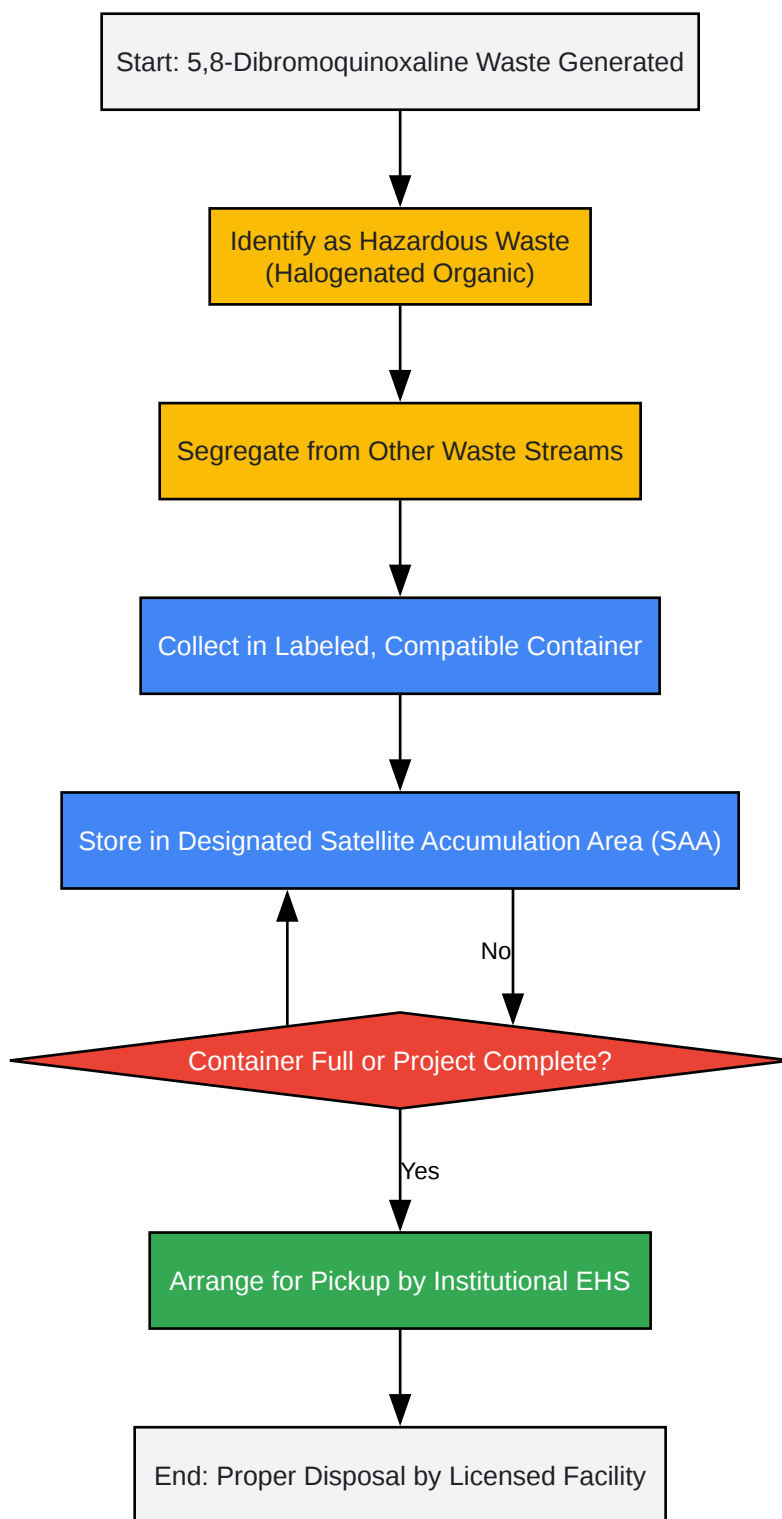 Start: 5,8-Dibromoquinoxaline Waste Generated
Identify as Hazardous Waste
(Halogenated Organic)
Segregate from Other Waste Streams
Collect in Labeled, Compatible Container
Store in Designated Satellite Accumulation Area (SAA)
No
Container Full or Project Complete?
Yes
Arrange for Pickup by Institutional EHS
End: Proper Disposal by Licensed Facility